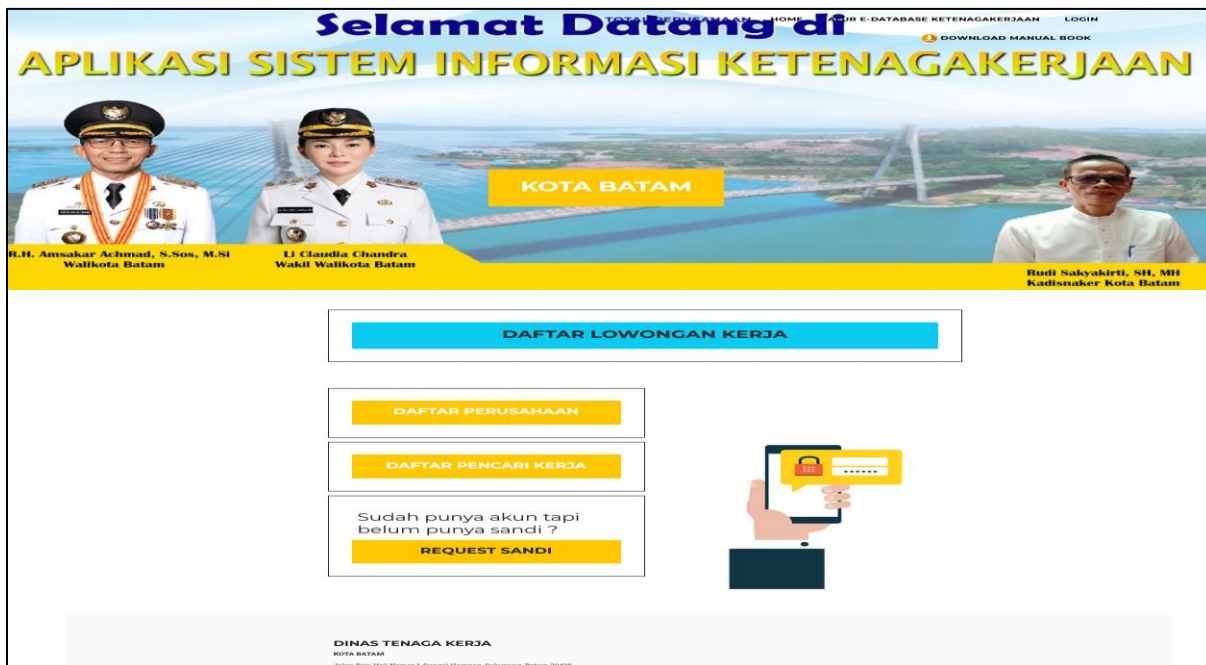 Selamat Datang di
TOTAL PERUSAHAAN HOME ALUR E-DATABASE KETENAGAKERJAAN LOGIN
DOWNLOAD MANUAL BOOK
APLIKASI SISTEM INFORMASI KETENAGAKERJAAN
KOTA BATAM
R.H. Amsakar Achmad, S.Sos, M.Si
Walikota Batam
Li Claudia Chandra
Wakil Walikota Batam
Rudi Sakyakirti, SH, MH
Kadisnaker Kota Batam
DAFTAR LOWONGAN KERJA
DAFTAR PERUSAHAAN
DAFTAR PENCARI KERJA
Sudah punya akun tapi
belum punya sandi ?
REQUEST SANDI
DINAS TENAGA KERJA
KOTA BATAM